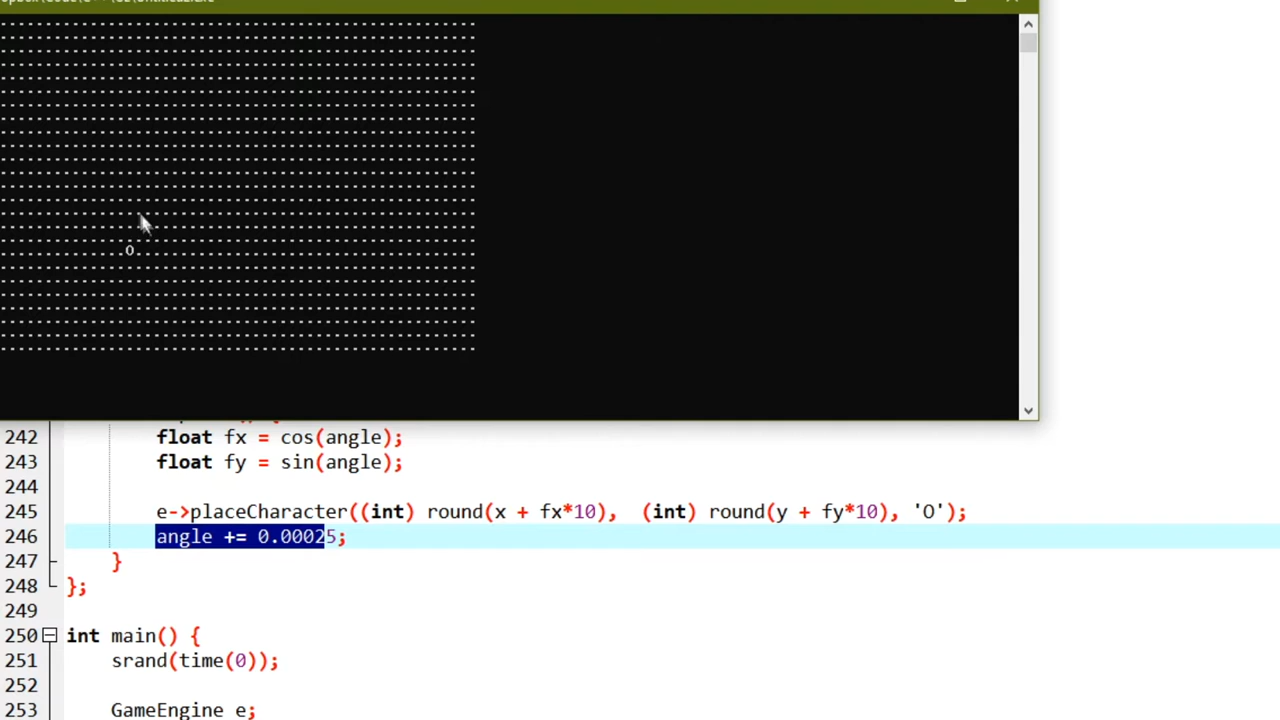 o
float fx = cos(angle);
float fy = sin(angle);
e->placeCharacter((int) round(x + fx*10),  (int) round(y + fy*10), 'O');
angle += 0.00025;
}
};
int main() {
srand(time(0));
GameEngine e;
242
243
244
245
246
247
248
249
250
251
252
253